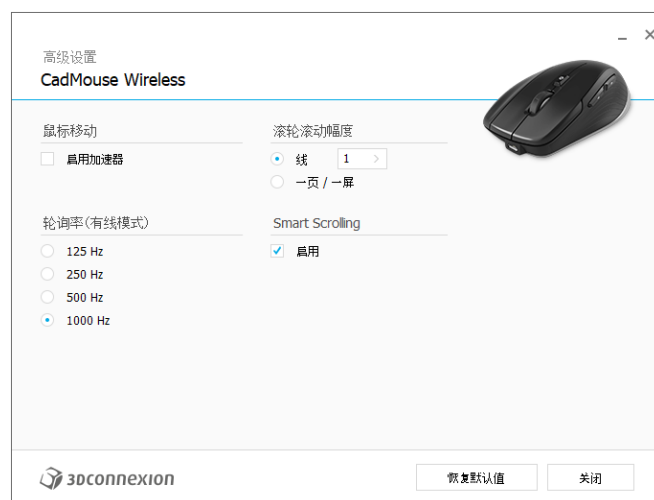 高级设置
CadMouse Wireless
鼠标移动
启用加速器
滚轮滚动幅度
线 1
一页 / 一屏
轮询率(有线模式)
125 Hz
250 Hz
500 Hz
1000 Hz
Smart Scrolling
启用
3Dconnexion
恢复默认值
关闭